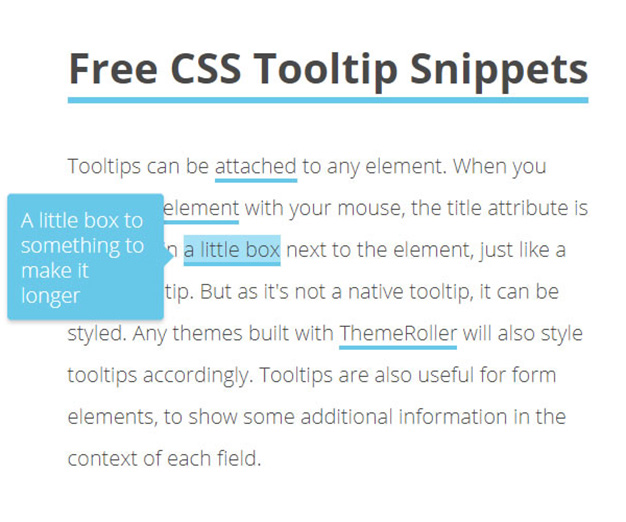 Free CSS Tooltip Snippets
Tooltips can be attached to any element. When you
element with your mouse, the title attribute is
a little box next to the element, just like a
tip. But as it's not a native tooltip, it can be
styled. Any themes built with ThemeRoller will also style
tooltips accordingly. Tooltips are also useful for form
elements, to show some additional information in the
context of each field.
A little box to
something to
make it
longer